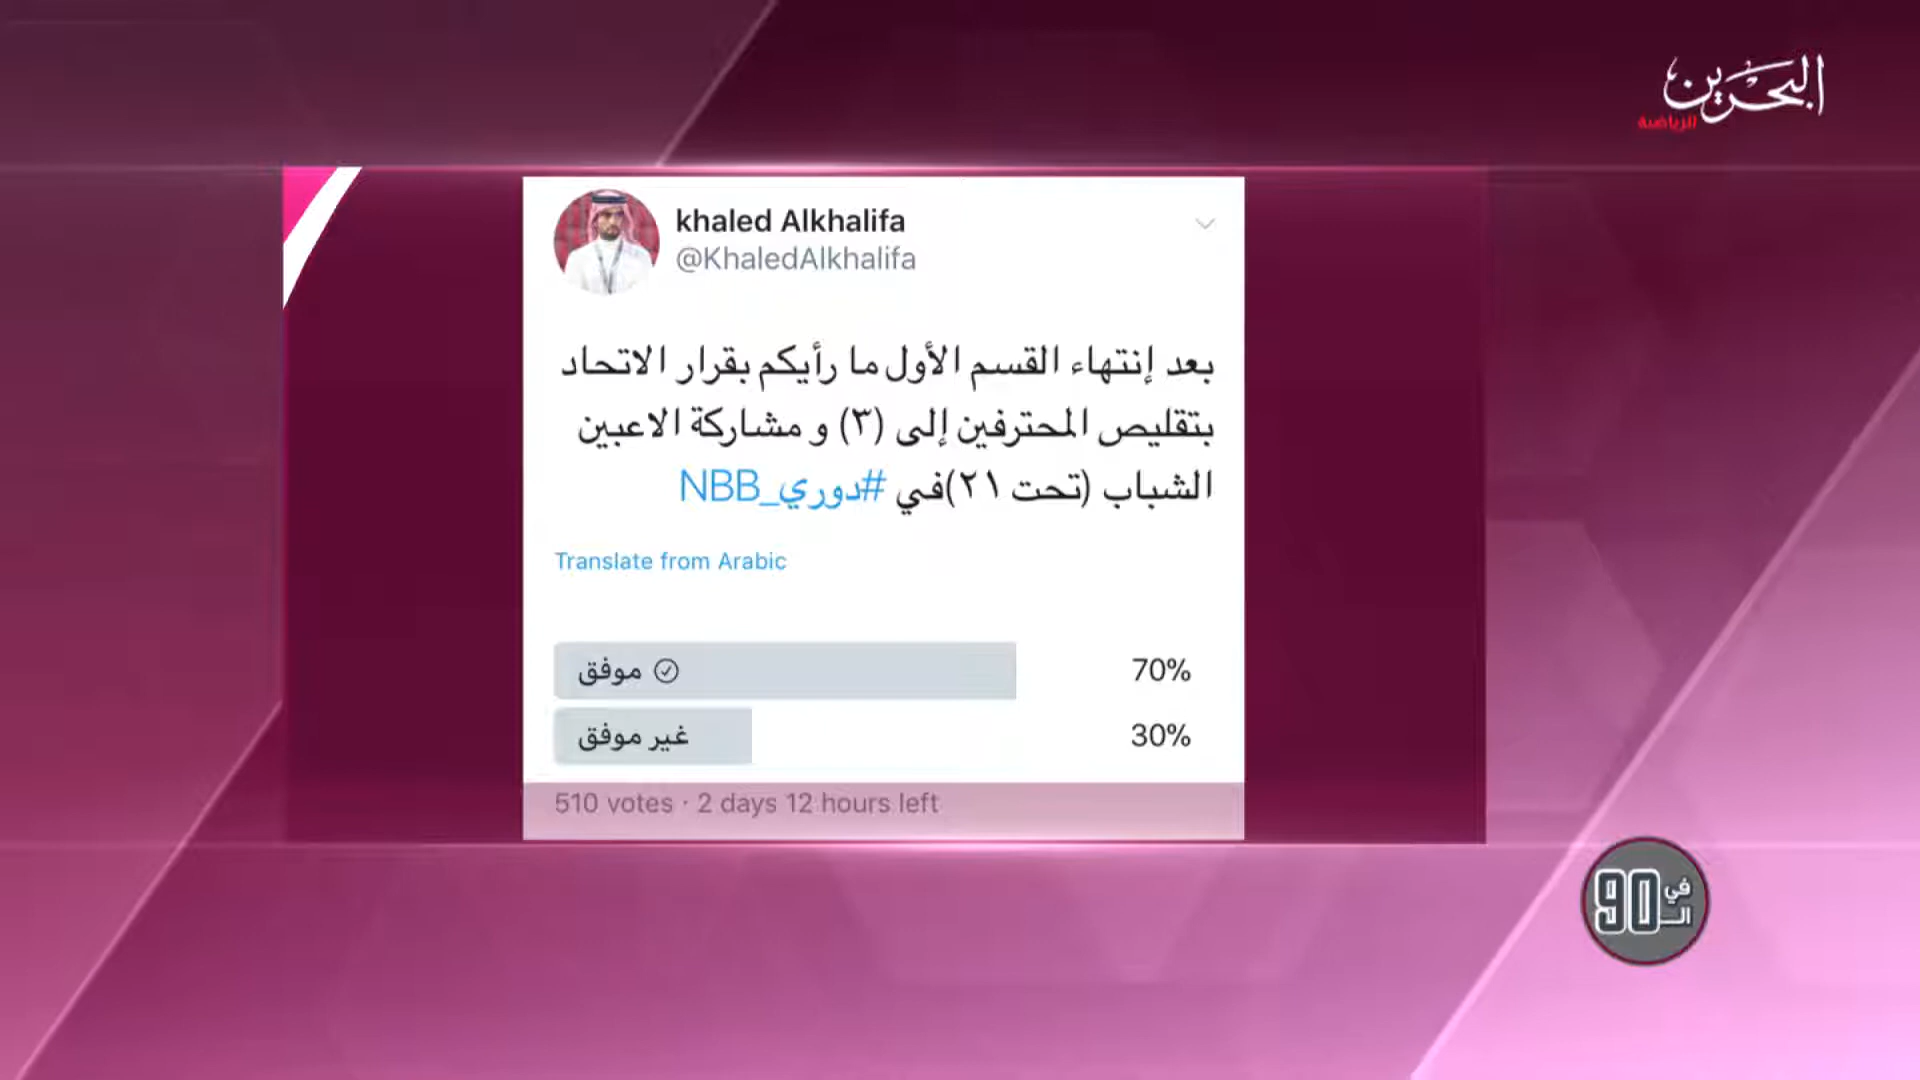 البحرين
الرياضية
khaled Alkhalifa
@KhaledAlkhalifa
بعد إنتهاء القسم الأول ما رأيكم بقرار الاتحاد
بتقليص المحترفين إلى (٣) و مشاركة الاعبين
الشباب (تحت ٢١)في #دوري_NBB
Translate from Arabic
موفق 70%
غير موفق 30%
510 votes · 2 days 12 hours left
في
الـ90